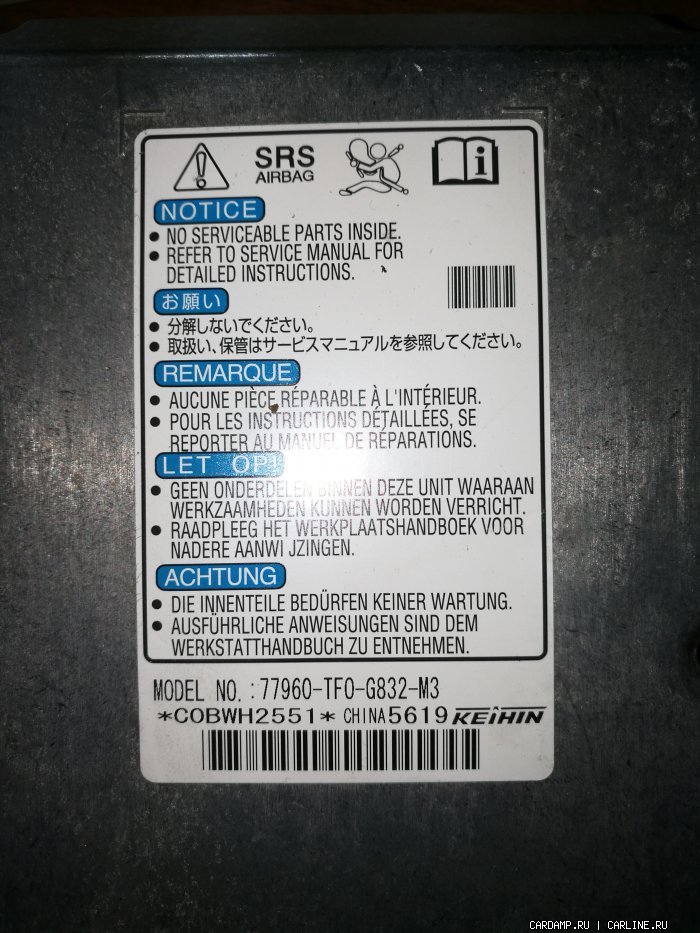 SRS
AIRBAG
NOTICE
● NO SERVICEABLE PARTS INSIDE.
● REFER TO SERVICE MANUAL FOR
DETAILED INSTRUCTIONS.
お願い
● 分解しないでください。
● 取扱い、保管はサービスマニュアルを参照してください。
REMARQUE
● AUCUNE PIÈCE RÉPARABLE À L'INTÉRIEUR.
● POUR LES INSTRUCTIONS DÉTAILLÉES, SE
REPORTER AU MANUEL DE RÉPARATIONS.
LET OP!
● GEEN ONDERDELEN BINNEN DEZE UNIT WAARAAN
WERKZAAMHEDEN KUNNEN WORDEN VERRICHT.
● RAADPLEEG HET WERKPLAATSHANDBOEK VOOR
NADERE AANWI JZINGEN.
ACHTUNG
● DIE INNENTEILE BEDÜRFEN KEINER WARTUNG.
● AUSFÜHRLICHE ANWEISUNGEN SIND DEM
WERKSTATTHANDBUCH ZU ENTNEHMEN.
MODEL NO. : 77960-TF0-G832-M3
*COBWH2551* CHINA5619 KEIHIN
CARDAMP.RU | CARLINE.RU